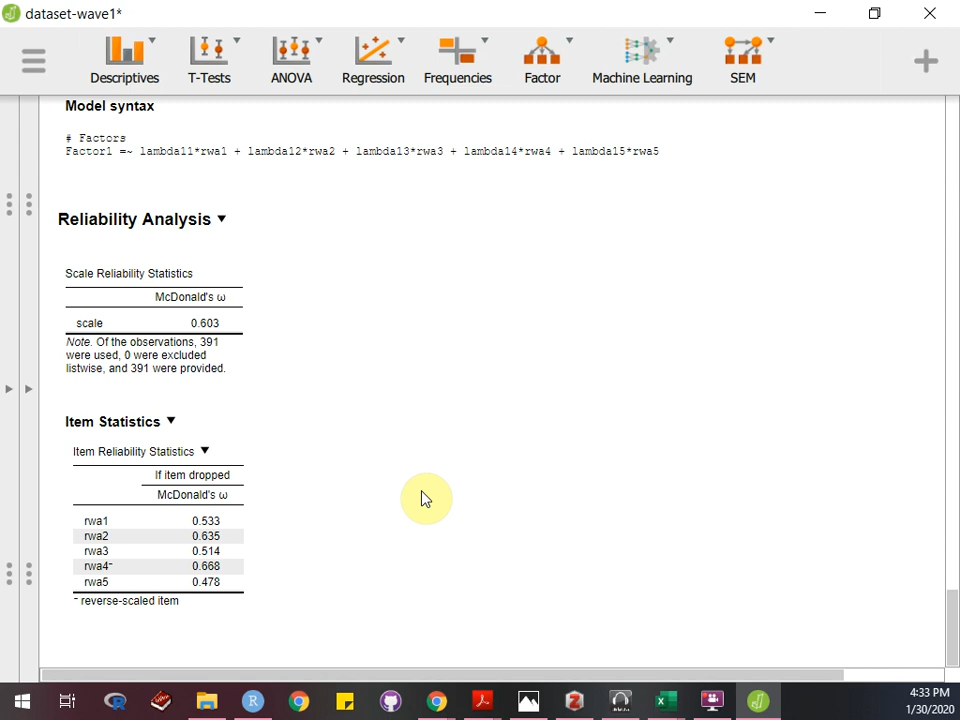 dataset-wave1*
Descriptives
T-Tests
ANOVA
Regression
Frequencies
Factor
Machine Learning
SEM
Model syntax
# Factors
Factor1 =~ lambda11*rwa1 + lambda12*rwa2 + lambda13*rwa3 + lambda14*rwa4 + lambda15*rwa5
Reliability Analysis ▼
Scale Reliability Statistics
McDonald's ω
scale 0.603
Note. Of the observations, 391
were used, 0 were excluded
listwise, and 391 were provided.
Item Statistics ▼
Item Reliability Statistics ▼
If item dropped
McDonald's ω
rwa1 0.533
rwa2 0.635
rwa3 0.514
rwa4⁻ 0.668
rwa5 0.478
⁻ reverse-scaled item
4:33 PM
1/30/2020